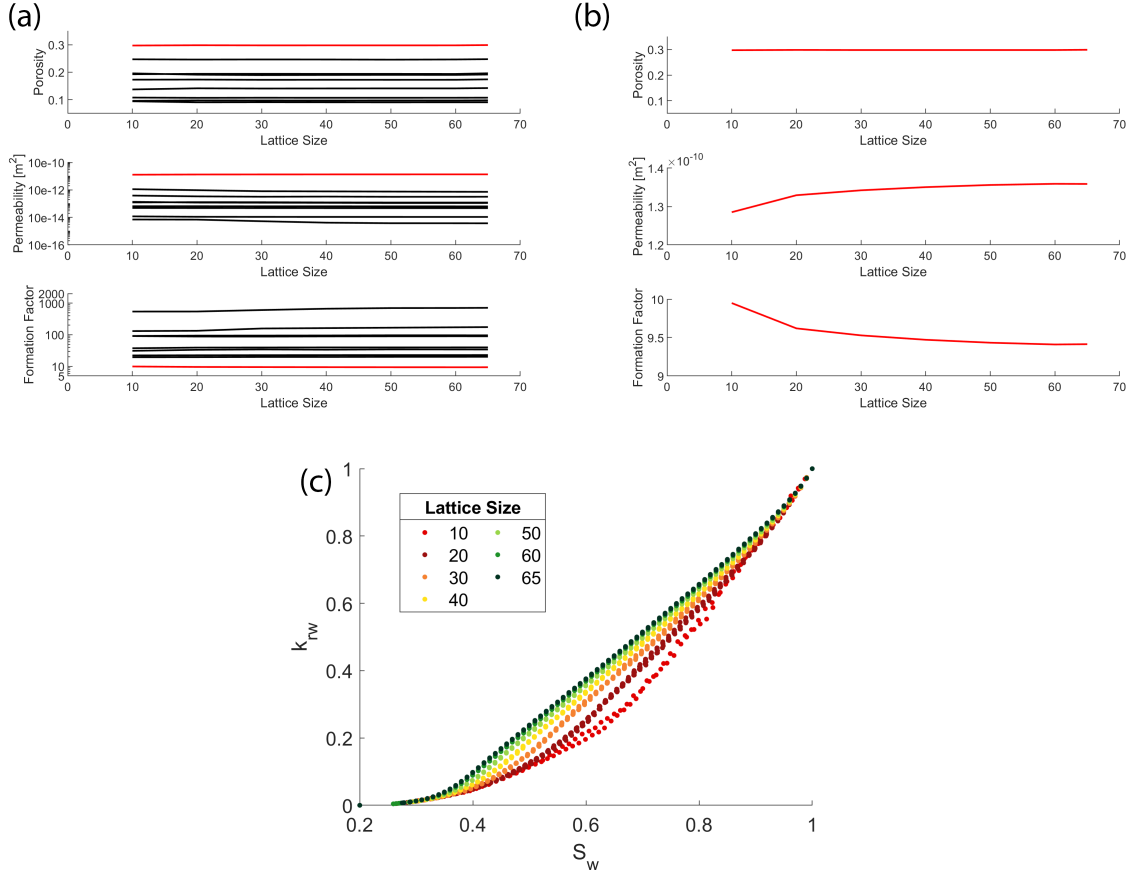 (a)
Porosity
0.3
0.2
0.1
0 10 20 30 40 50 60 70
Lattice Size
Permeability [m²]
10e-10
10e-12
10e-14
10e-16
0 10 20 30 40 50 60 70
Lattice Size
Formation Factor
2000
1000
100
10
5
0 10 20 30 40 50 60 70
Lattice Size
(b)
Porosity
0.3
0.2
0.1
0 10 20 30 40 50 60 70
Lattice Size
Permeability [m²]
×10⁻¹⁰
1.4
1.3
1.2
0 10 20 30 40 50 60 70
Lattice Size
Formation Factor
10
9.5
9
0 10 20 30 40 50 60 70
Lattice Size
(c)
Lattice Size
10 50
20 60
30 65
40
k_rw
1
0.8
0.6
0.4
0.2
0
0.2 0.4 0.6 0.8 1
S_w